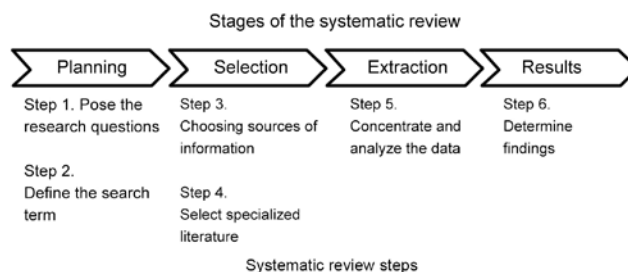 Stages of the systematic review
Planning
Selection
Extraction
Results
Step 1. Pose the
research questions
Step 2.
Define the search
term
Step 3.
Choosing sources of
information
Step 4.
Select specialized
literature
Step 5.
Concentrate and
analyze the data
Step 6.
Determine
findings
Systematic review steps